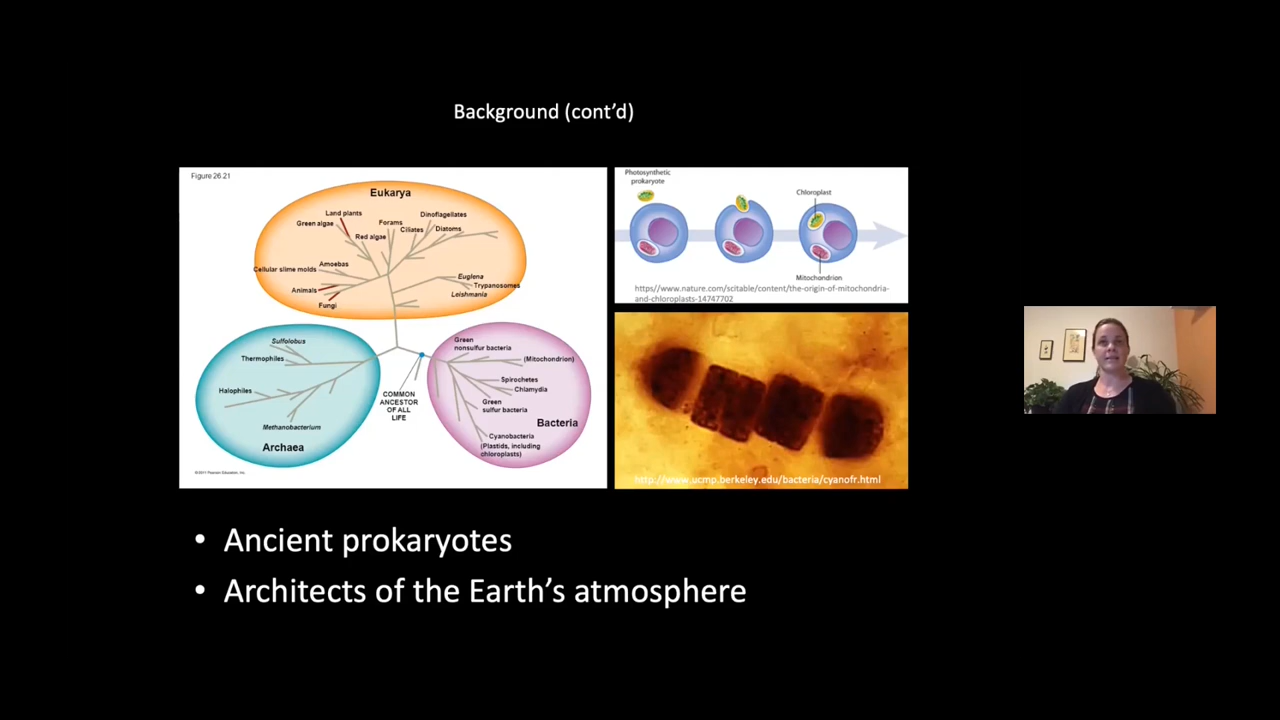 Background (cont’d)
Figure 26.21
Eukarya
Land plants
Green algae
Forams
Dinoflagellates
Red algae
Ciliates
Diatoms
Cellular slime molds
Amoebas
Animals
Fungi
Euglena
Trypanosomes
Leishmania
Sulfolobus
Thermophiles
Halophiles
Methanobacterium
Archaea
COMMON
ANCESTOR
OF ALL
LIFE
Green
nonsulfur bacteria
(Mitochondrion)
Spirochetes
Chlamydia
Green
sulfur bacteria
Bacteria
Cyanobacteria
(Plastids, including
chloroplasts)
©2011 Pearson Education, Inc.
Photosynthetic
prokaryote
Chloroplast
Mitochondrion
https//www.nature.com/scitable/content/the-origin-of-mitochondria-
and-chloroplasts-14747702
http://www.ucmp.berkeley.edu/bacteria/cyanofr.html
• Ancient prokaryotes
• Architects of the Earth’s atmosphere